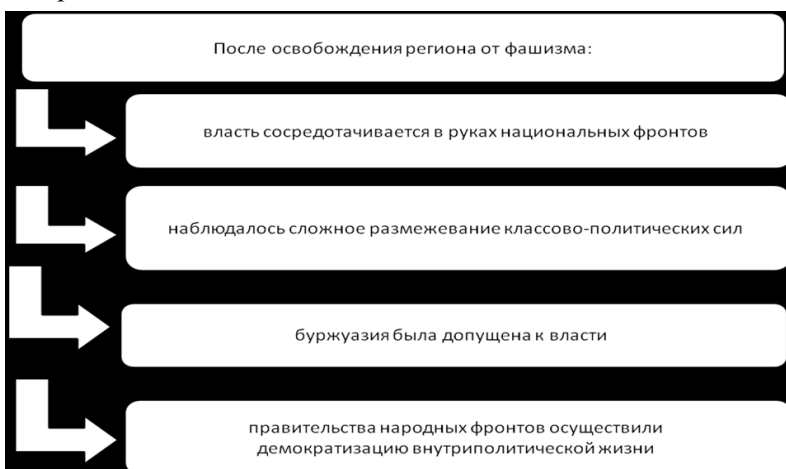 После освобождения региона от фашизма:
власть сосредотачивается в руках национальных фронтов
наблюдалось сложное размежевание классово-политических сил
буржуазия была допущена к власти
правительства народных фронтов осуществили
демократизацию внутриполитической жизни